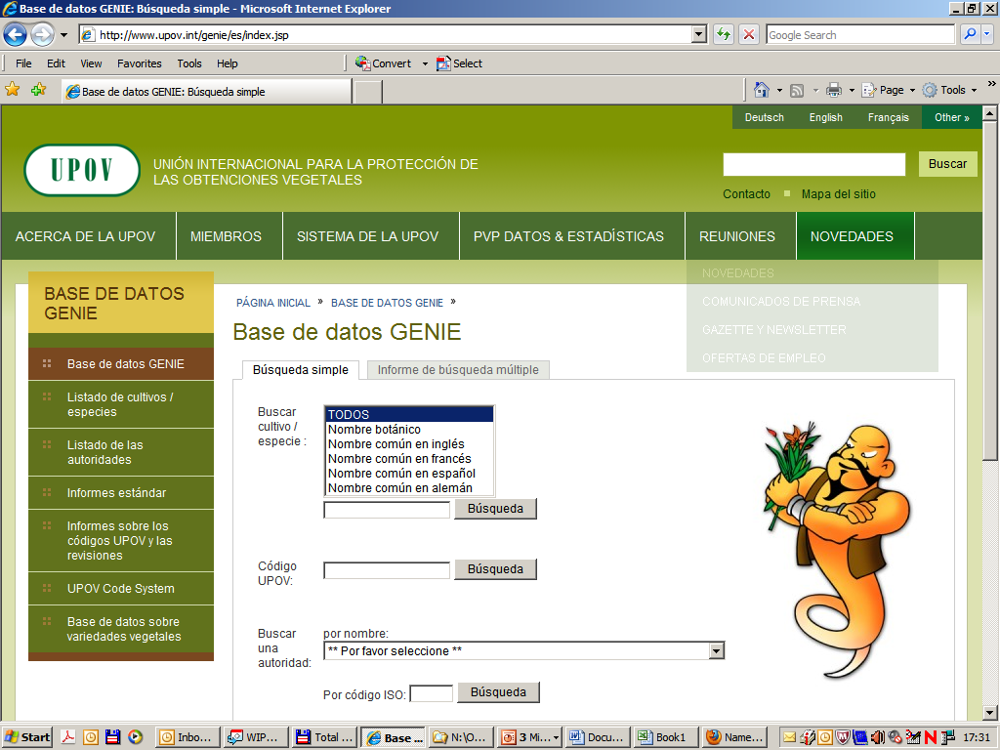 Base de datos GENIE: Búsqueda simple - Microsoft Internet Explorer
http://www.upov.int/genie/es/index.jsp
Google Search
File Edit View Favorites Tools Help
Convert Select
Base de datos GENIE: Búsqueda simple
Page Tools »
Deutsch English Français Other »
UPOV
UNIÓN INTERNACIONAL PARA LA PROTECCIÓN DE
LAS OBTENCIONES VEGETALES
Buscar
Contacto Mapa del sitio
ACERCA DE LA UPOV MIEMBROS SISTEMA DE LA UPOV PVP DATOS & ESTADÍSTICAS REUNIONES NOVEDADES
NOVEDADES
COMUNICADOS DE PRENSA
GAZETTE Y NEWSLETTER
OFERTAS DE EMPLEO
BASE DE DATOS
GENIE
Base de datos GENIE
Listado de cultivos /
especies
Listado de las
autoridades
Informes estándar
Informes sobre los
códigos UPOV y las
revisiones
UPOV Code System
Base de datos sobre
variedades vegetales
PÁGINA INICIAL » BASE DE DATOS GENIE »
Base de datos GENIE
Búsqueda simple Informe de búsqueda múltiple
Buscar
cultivo /
especie :
TODOS
Nombre botánico
Nombre común en inglés
Nombre común en francés
Nombre común en español
Nombre común en alemán
Búsqueda
Código
UPOV:
Búsqueda
Buscar
una
autoridad:
por nombre:
** Por favor seleccione **
Por código ISO: Búsqueda
Start Inbo... WIP... Total ... Base ... N:\O... 3 Mi... Docu... Book1 Name... 17:31